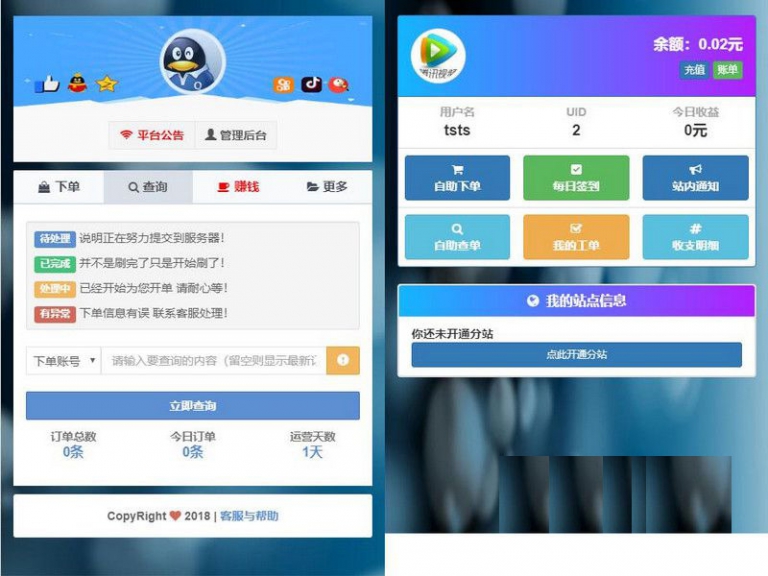 平台公告 管理后台
下单 查询 赚钱 更多
待处理 说明正在努力提交到服务器!
已完成 并不是刷完了只是开始刷了!
处理中 已经开始为您开单 请耐心等!
有异常 下单信息有误 联系客服处理!
下单账号 请输入要查询的内容(留空则显示最新订
立即查询
订单总数 今日订单 运营天数
0条 0条 1天
CopyRight ❤ 2018 | 客服与帮助
腾讯视频
余额:0.02元
充值 账单
用户名 UID 今日收益
tsts 2 0元
自助下单 每日签到 站内通知
自助查单 我的工单 收支明细
我的站点信息
你还未开通分站
点此开通分站